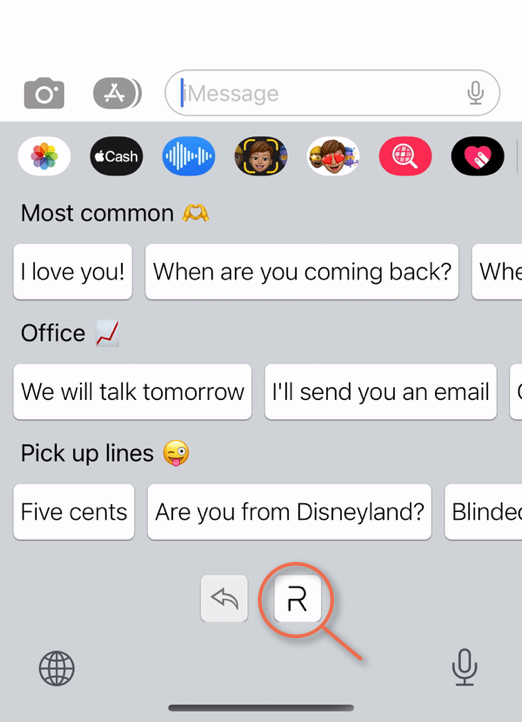 iMessage
Cash
Most common
I love you!
When are you coming back?
Whe
Office
We will talk tomorrow
I'll send you an email
Pick up lines
Five cents
Are you from Disneyland?
Blinded
R